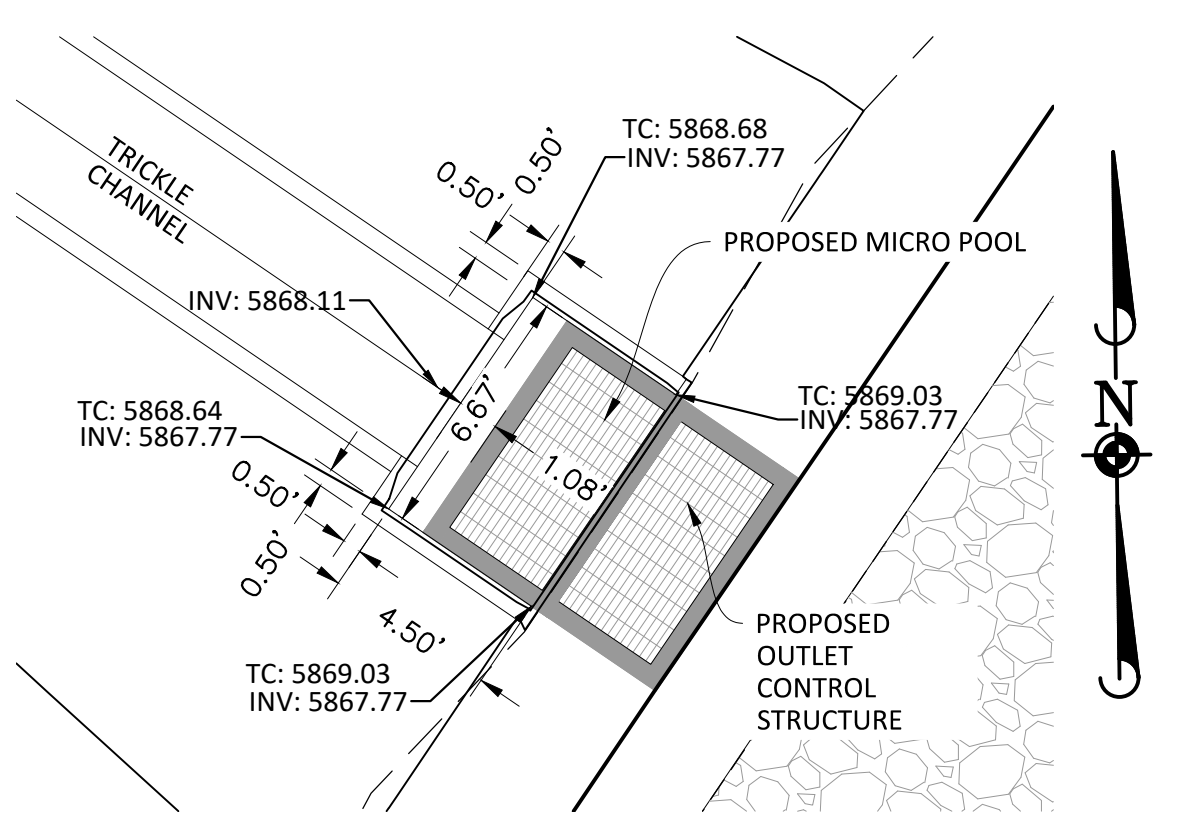 TC: 5868.68
INV: 5867.77
TRICKLE
CHANNEL
0.50’
0.50’
PROPOSED MICRO POOL
INV: 5868.11
6.67’
TC: 5869.03
INV: 5867.77
TC: 5868.64
INV: 5867.77
N
1.08’
0.50’
0.50’
4.50’
PROPOSED
OUTLET
CONTROL
STRUCTURE
TC: 5869.03
INV: 5867.77